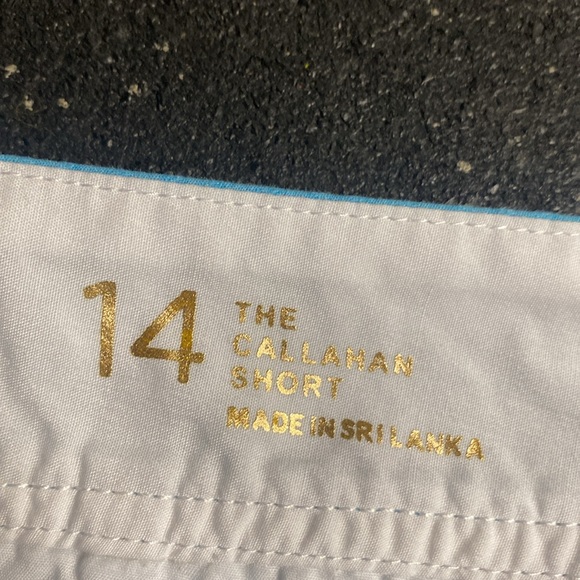 14
THE
CALLAHAN
SHORT
MADE IN SRI LANKA